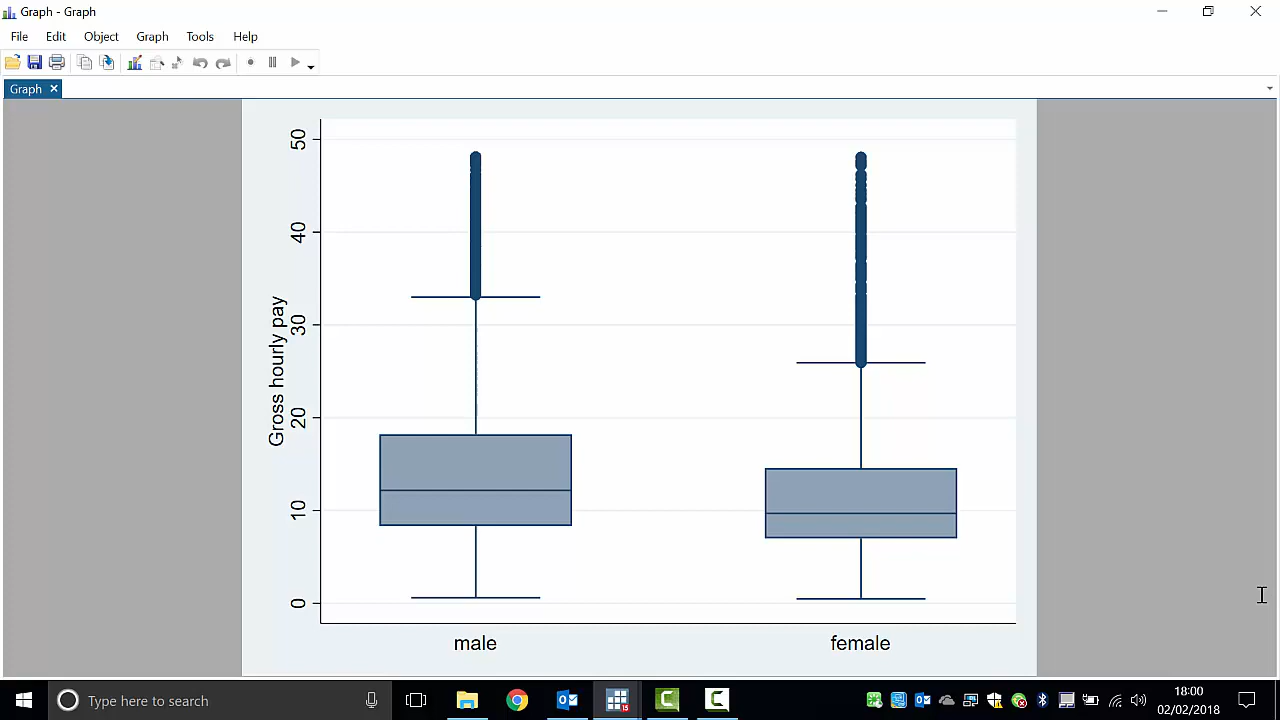 Graph - Graph
File Edit Object Graph Tools Help
Graph
50
40
30
20
10
0
Gross hourly pay
male female
Type here to search
15
18:00
02/02/2018